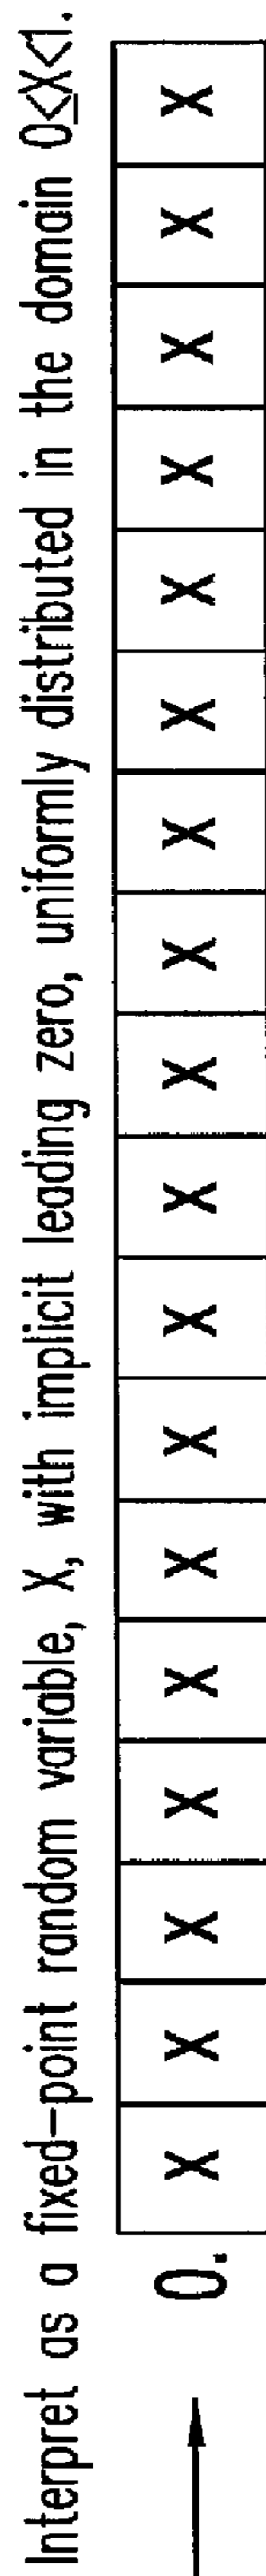 Interpret as a fixed-point random variable, X, with implicit leading zero, uniformly distributed in the domain 0≤X<1.
0. X X X X X X X X X X X X X X X X X X